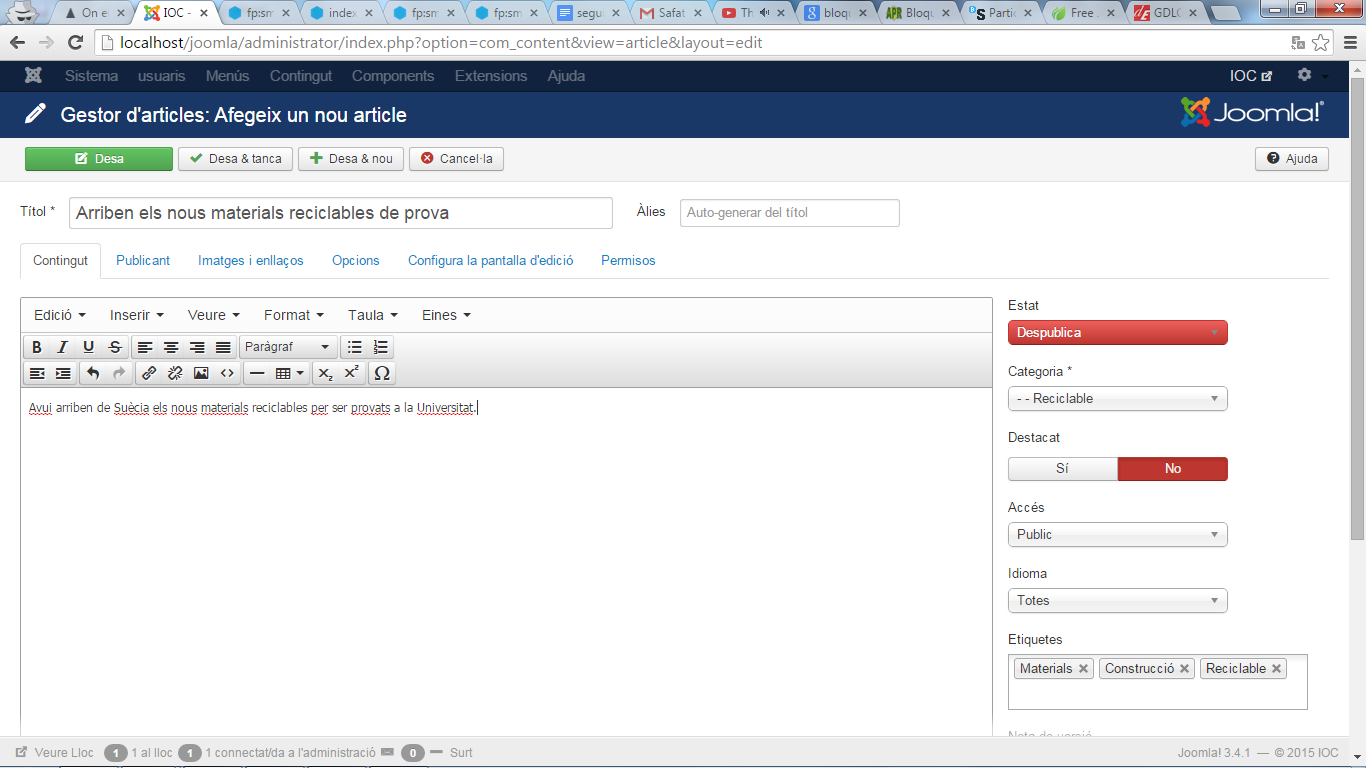 On e
IOC -
fp:sm
index
fp:sm
fp:sm
segui
Safat
Th
bloqu
Bloqu
Partic
Free
GDLC
localhost/joomla/administrator/index.php?option=com_content&view=article&layout=edit
Sistema usuaris Menús Contingut Components Extensions Ajuda IOC
Gestor d'articles: Afegeix un nou article Joomla!®
Desa Desa & tanca Desa & nou Cancel·la Ajuda
Títol * Arriben els nous materials reciclables de prova Àlies Auto-generar del títol
Contingut Publicant Imatges i enllaços Opcions Configura la pantalla d'edició Permisos
Edició Inserir Veure Format Taula Eines
B I U S Paràgraf
X₂ X² Ω
Avui arriben de Suècia els nous materials reciclables per ser provats a la Universitat.
Estat
Despublica
Categoria *
- - Reciclable
Destacat
Sí No
Accés
Public
Idioma
Totes
Etiquetes
Materials Construcció Reciclable
Nota de versió
Veure Lloc 1 1 al lloc 1 1 connectat/da a l'administració 0 Surt Joomla! 3.4.1 — © 2015 IOC